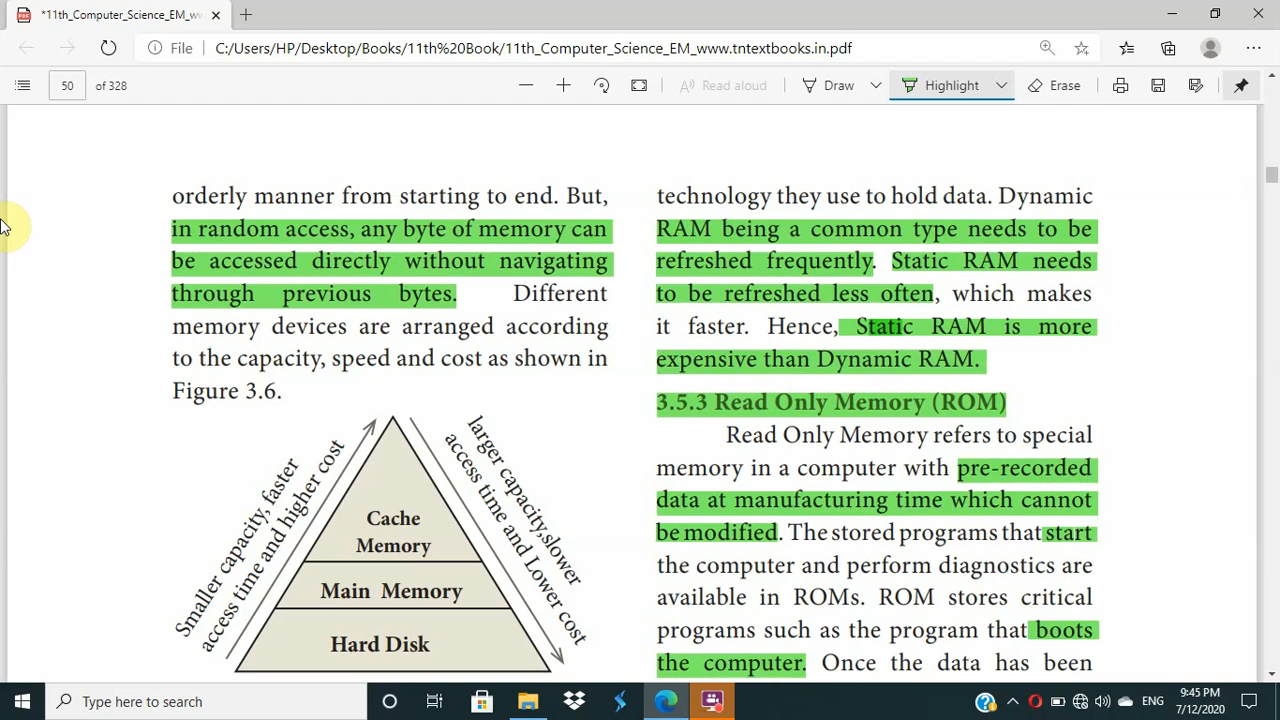 *11th_Computer_Science_EM_w
File C:/Users/HP/Desktop/Books/11th%20Book/11th_Computer_Science_EM_www.tntextbooks.in.pdf
50 of 328 Read aloud Draw Highlight Erase
orderly manner from starting to end. But,
in random access, any byte of memory can
be accessed directly without navigating
through previous bytes. Different
memory devices are arranged according
to the capacity, speed and cost as shown in
Figure 3.6.
Smaller capacity, faster
access time and higher cost
larger capacity,slower
access time and Lower cost
Cache
Memory
Main Memory
Hard Disk
technology they use to hold data. Dynamic
RAM being a common type needs to be
refreshed frequently. Static RAM needs
to be refreshed less often, which makes
it faster. Hence, Static RAM is more
expensive than Dynamic RAM.
3.5.3 Read Only Memory (ROM)
Read Only Memory refers to special
memory in a computer with pre-recorded
data at manufacturing time which cannot
be modified. The stored programs that start
the computer and perform diagnostics are
available in ROMs. ROM stores critical
programs such as the program that boots
the computer. Once the data has been
Type here to search
ENG
9:45 PM
7/12/2020